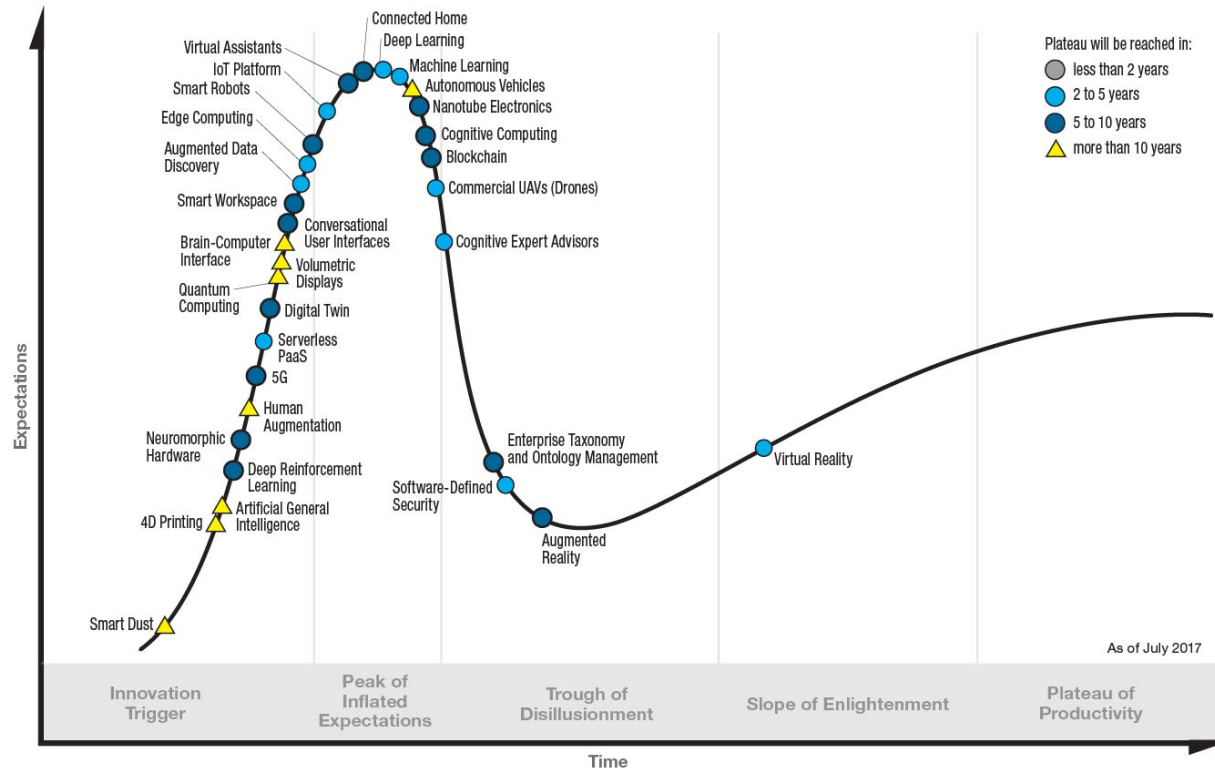 Connected Home
Deep Learning
Virtual Assistants
Machine Learning
IoT Platform
Autonomous Vehicles
Smart Robots
Nanotube Electronics
Edge Computing
Cognitive Computing
Augmented Data
Discovery
Blockchain
Commercial UAVs (Drones)
Smart Workspace
Conversational
User Interfaces
Brain-Computer
Interface
Cognitive Expert Advisors
Volumetric
Displays
Quantum
Computing
Digital Twin
Serverless
PaaS
5G
Human
Augmentation
Neuromorphic
Hardware
Deep Reinforcement
Learning
Artificial General
Intelligence
4D Printing
Smart Dust
Enterprise Taxonomy
and Ontology Management
Software-Defined
Security
Augmented
Reality
Virtual Reality
Plateau will be reached in:
less than 2 years
2 to 5 years
5 to 10 years
more than 10 years
As of July 2017
Expectations
Innovation
Trigger
Peak of
Inflated
Expectations
Trough of
Disillusionment
Slope of Enlightenment
Plateau of
Productivity
Time